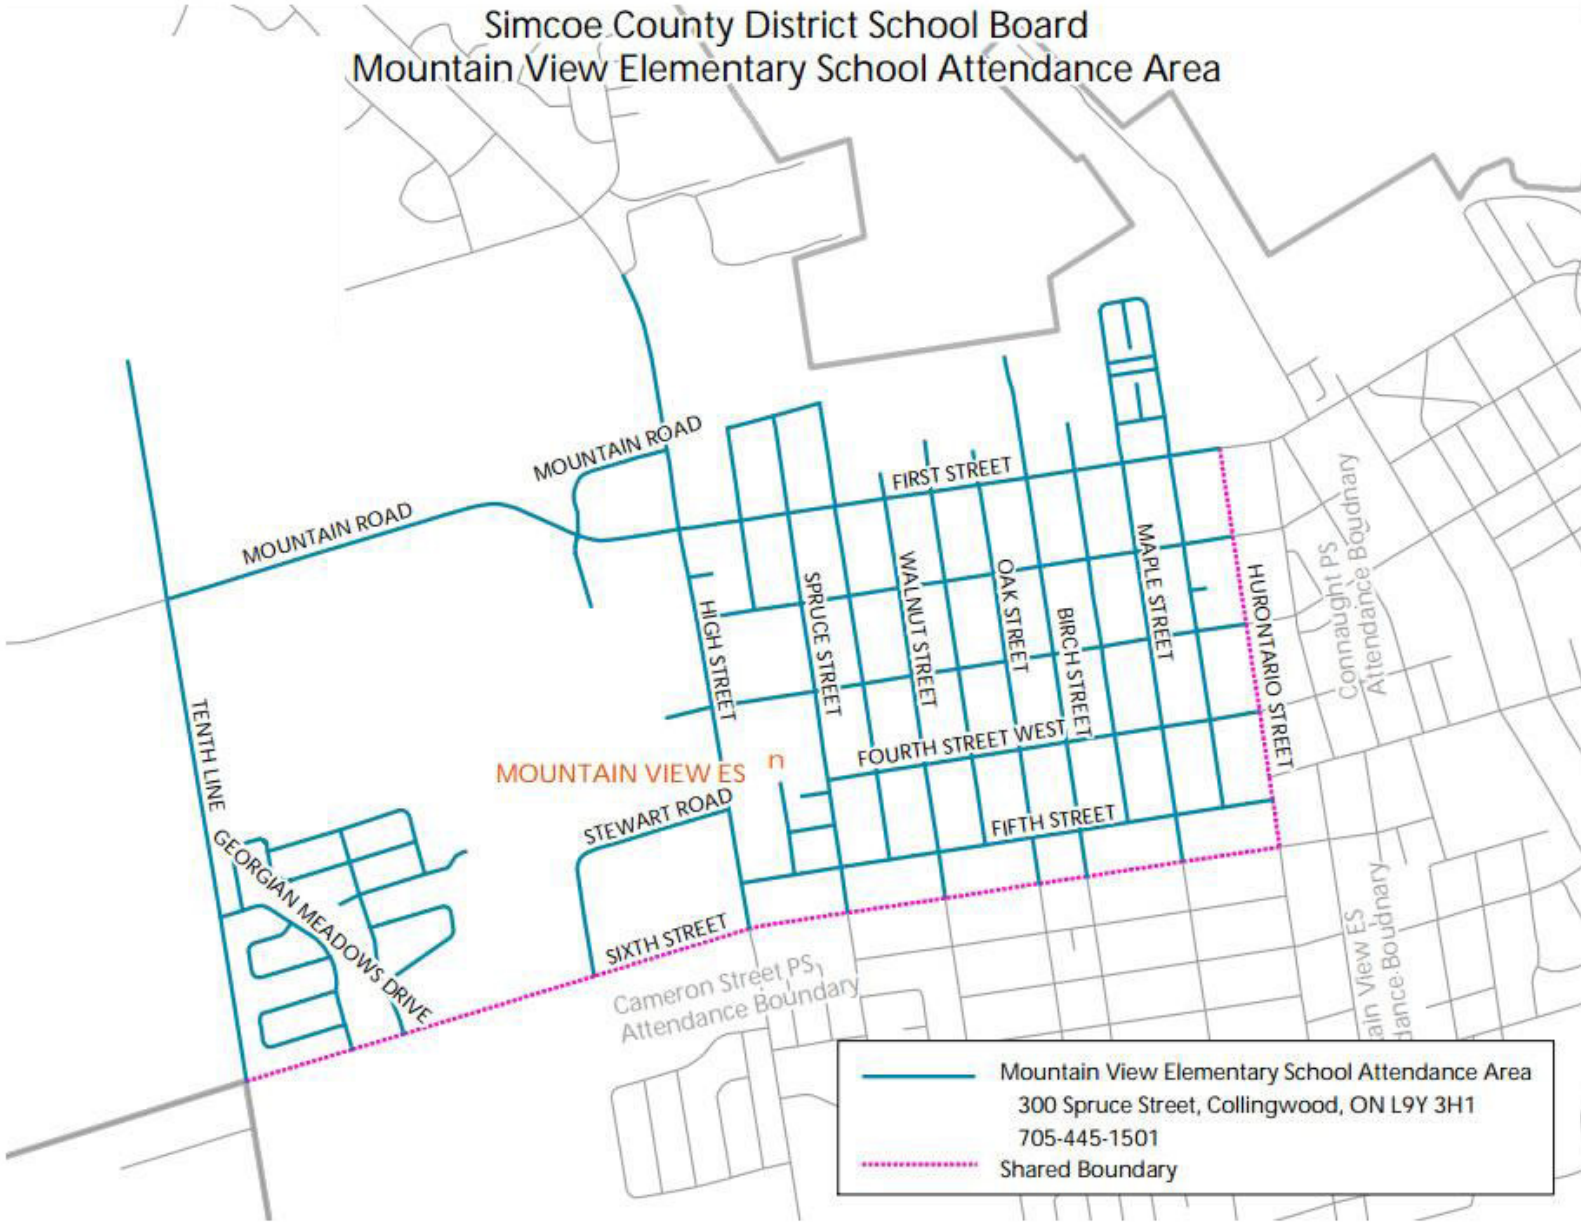 Simcoe County District School Board
Mountain View Elementary School Attendance Area
MOUNTAIN ROAD
MOUNTAIN ROAD
FIRST STREET
HIGH STREET
SPRUCE STREET
WALNUT STREET
OAK STREET
BIRCH STREET
MAPLE STREET
HURONTARIO STREET
Connaught PS
Attendance Boudnary
TENTH LINE
MOUNTAIN VIEW ES
n
FOURTH STREET WEST
STEWART ROAD
FIFTH STREET
GEORGIAN MEADOWS DRIVE
SIXTH STREET
Cameron Street PS
Attendance Boundary
ain View ES
dance Boudnary
Mountain View Elementary School Attendance Area
300 Spruce Street, Collingwood, ON L9Y 3H1
705-445-1501
Shared Boundary